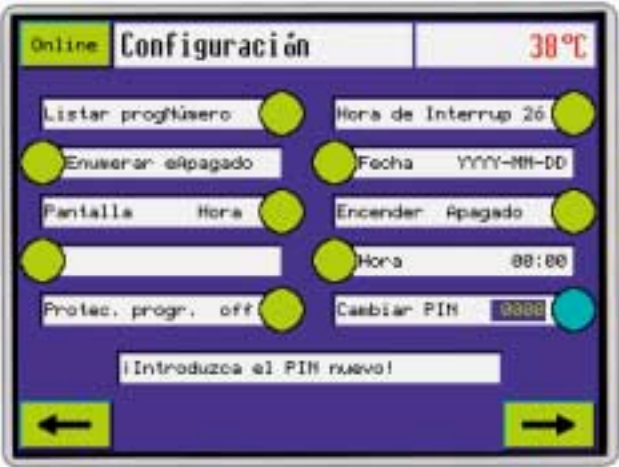 Online Configuración 38°C
Listar progNúmero Hora de Interrup 26
Enumerar eApagado Fecha YYYY-MM-DD
Pantalla Hora Encender Apagado
Hora 00:00
Protec. progr. off Cambiar PIN 0000
¡Introduzca el PIN nuevo!